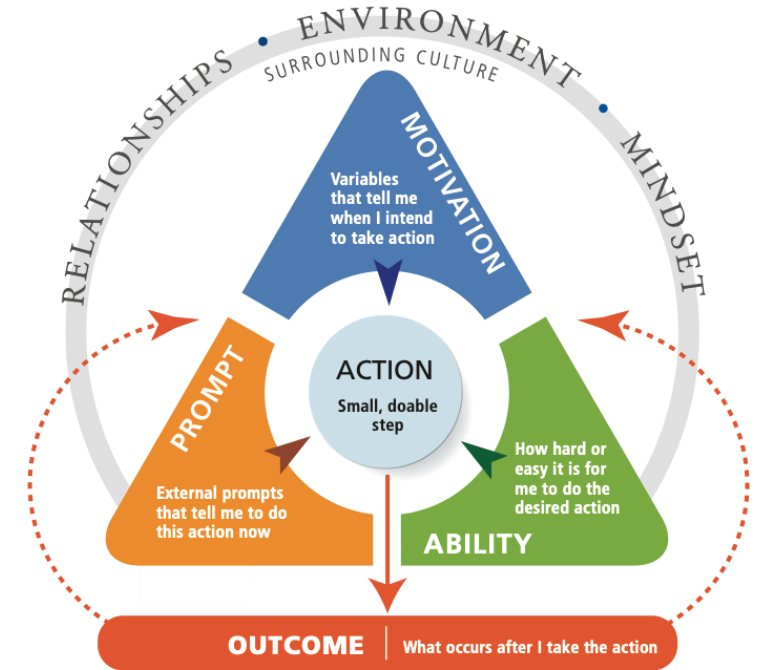 RELATIONSHIPS • ENVIRONMENT • MINDSET
SURROUNDING CULTURE
MOTIVATION
Variables
that tell me
when I intend
to take action
ACTION
Small, doable
step
PROMPT
External prompts
that tell me to do
this action now
How hard or
easy it is for
me to do the
desired action
ABILITY
OUTCOME | What occurs after I take the action